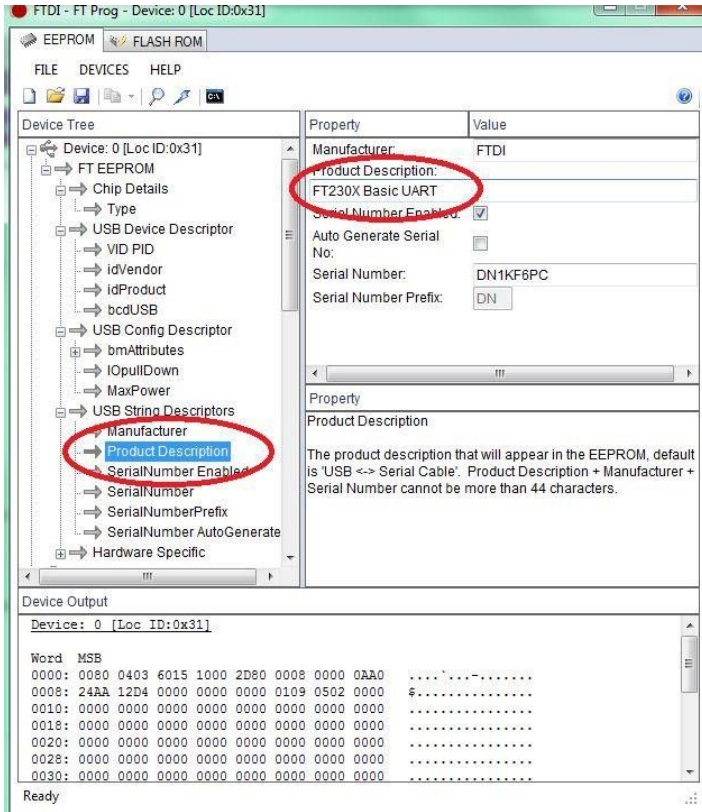 FTDI - FT Prog - Device: 0 [Loc ID:0x31]
EEPROM FLASH ROM
FILE DEVICES HELP
C:\
Device Tree
Device: 0 [Loc ID:0x31]
FT EEPROM
Chip Details
Type
USB Device Descriptor
VID PID
idVendor
idProduct
bcdUSB
USB Config Descriptor
bmAttributes
IOpullDown
MaxPower
USB String Descriptors
Manufacturer
Product Description
SerialNumber Enabled
SerialNumber
SerialNumberPrefix
SerialNumber AutoGenerate
Hardware Specific
Property Value
Manufacturer: FTDI
Product Description:
FT230X Basic UART
Serial Number Enabled:
Auto Generate Serial
No:
Serial Number: DN1KF6PC
Serial Number Prefix: DN
Property
Product Description
The product description that will appear in the EEPROM, default
is 'USB <-> Serial Cable'. Product Description + Manufacturer +
Serial Number cannot be more than 44 characters.
Device Output
Device: 0 [Loc ID:0x31]
Word MSB
0000: 0080 0403 6015 1000 2D80 0008 0000 0AA0 ....`...-.......
0008: 24AA 12D4 0000 0000 0000 0109 0502 0000 $...............
0010: 0000 0000 0000 0000 0000 0000 0000 0000 ................
0018: 0000 0000 0000 0000 0000 0000 0000 0000 ................
0020: 0000 0000 0000 0000 0000 0000 0000 0000 ................
0028: 0000 0000 0000 0000 0000 0000 0000 0000 ................
0030: 0000 0000 0000 0000 0000 0000 0000 0000 ................
Ready